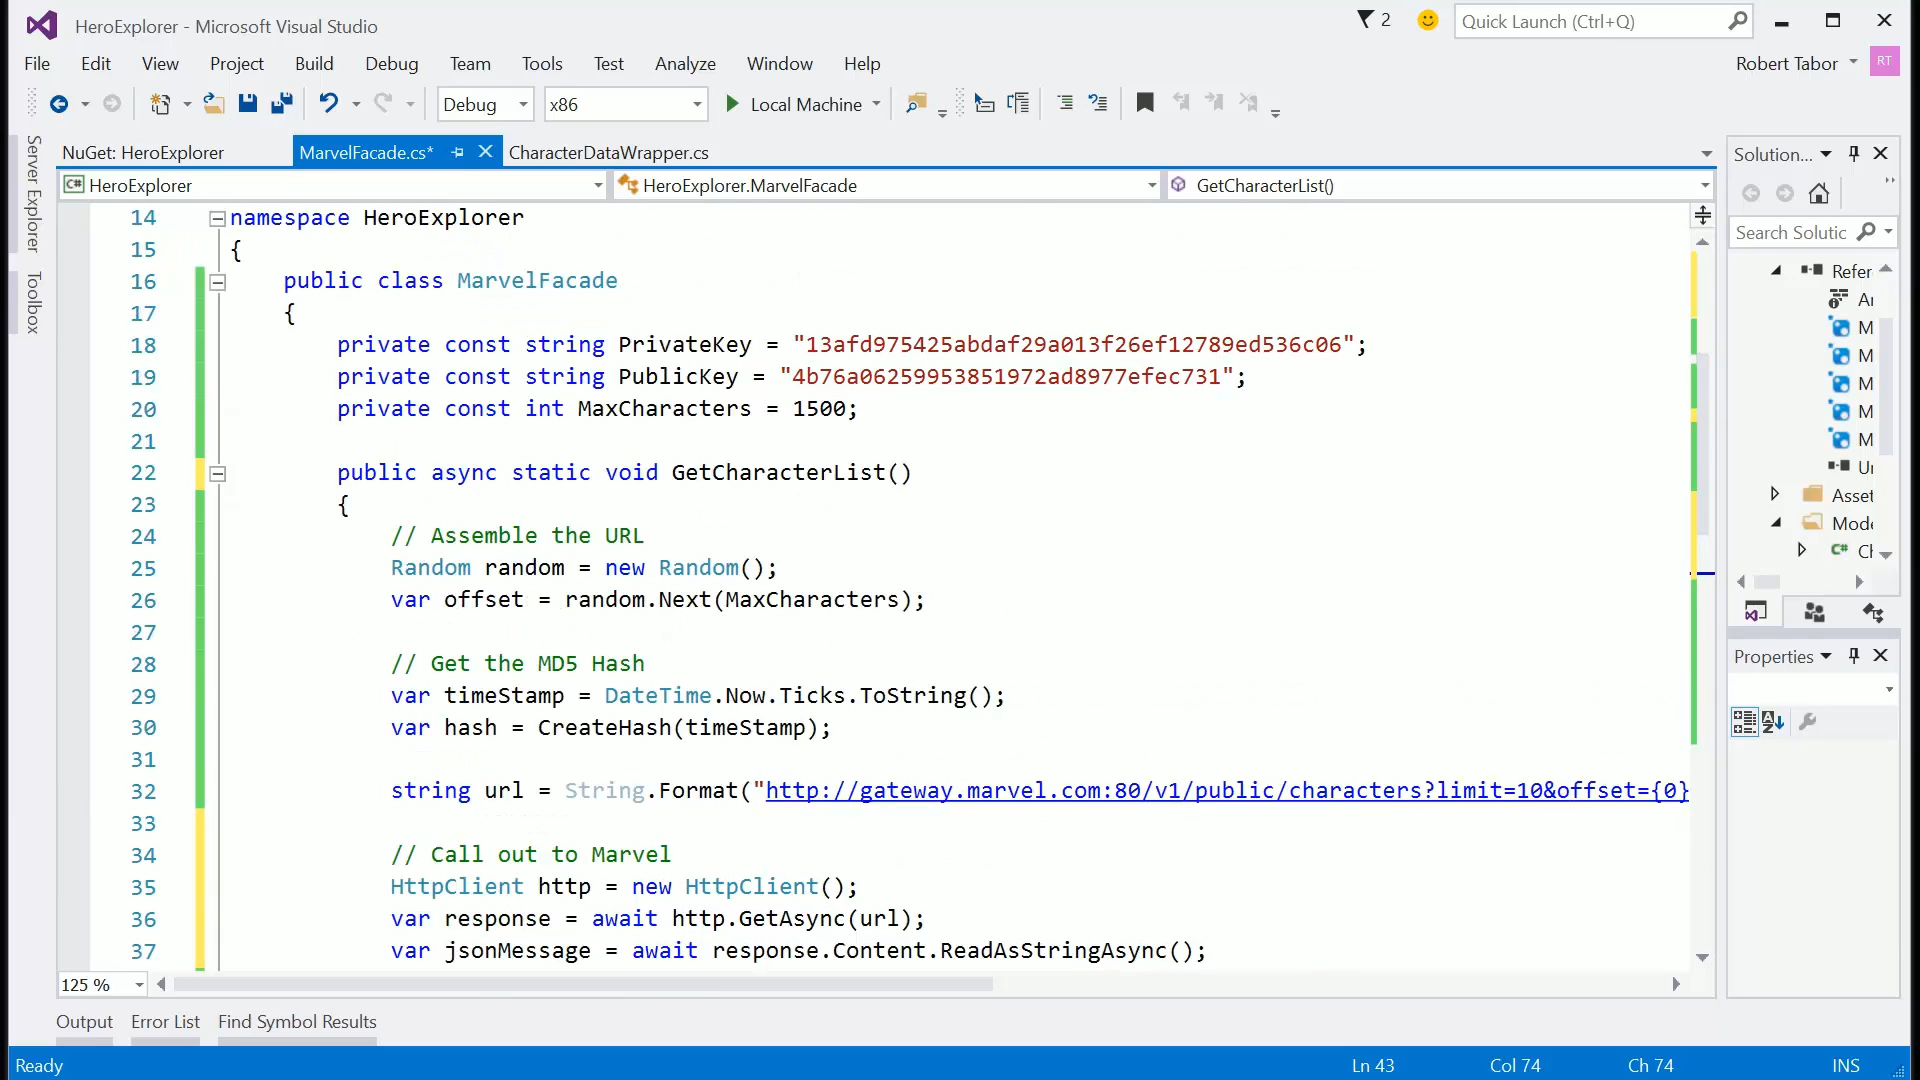 HeroExplorer - Microsoft Visual Studio
2
Quick Launch (Ctrl+Q)
File Edit View Project Build Debug Team Tools Test Analyze Window Help
Robert Tabor
RT
Debug
x86
Local Machine
Server Explorer
Toolbox
NuGet: HeroExplorer
MarvelFacade.cs*
CharacterDataWrapper.cs
HeroExplorer
HeroExplorer.MarvelFacade
GetCharacterList()
14 namespace HeroExplorer
15 {
16 public class MarvelFacade
17 {
18 private const string PrivateKey = "13afd975425abdaf29a013f26ef12789ed536c06";
19 private const string PublicKey = "4b76a06259953851972ad8977efec731";
20 private const int MaxCharacters = 1500;
21
22 public async static void GetCharacterList()
23 {
24 // Assemble the URL
25 Random random = new Random();
26 var offset = random.Next(MaxCharacters);
27
28 // Get the MD5 Hash
29 var timeStamp = DateTime.Now.Ticks.ToString();
30 var hash = CreateHash(timeStamp);
31
32 string url = String.Format("http://gateway.marvel.com:80/v1/public/characters?limit=10&offset={0}
33
34 // Call out to Marvel
35 HttpClient http = new HttpClient();
36 var response = await http.GetAsync(url);
37 var jsonMessage = await response.Content.ReadAsStringAsync();
125 %
Solution...
Search Solutic
Refer
M
M
M
M
M
Asset
Mode
C#
Properties
Output Error List Find Symbol Results
Ready
Ln 43
Col 74
Ch 74
INS